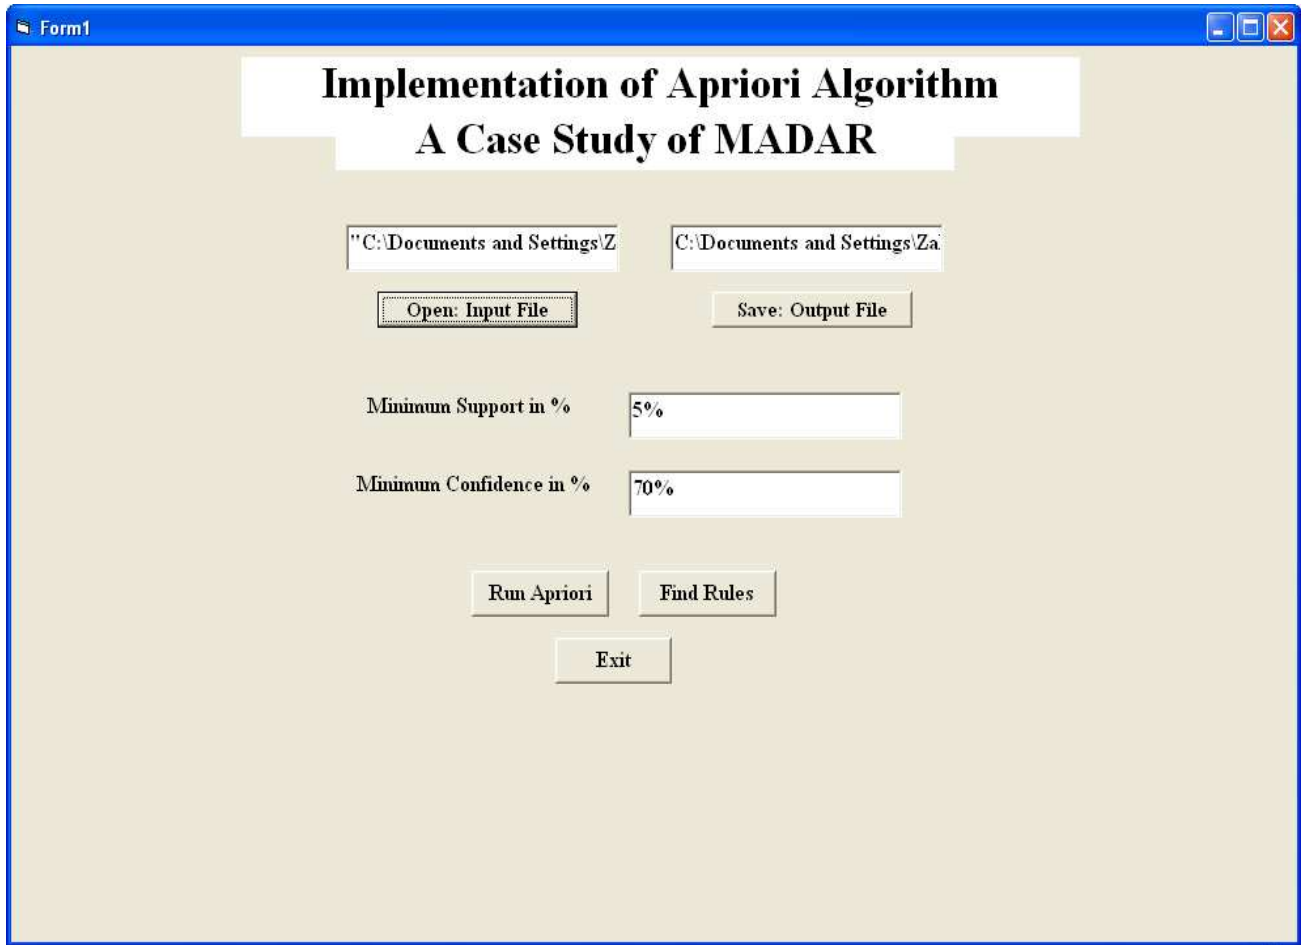 Form1
Implementation of Apriori Algorithm
A Case Study of MADAR
"C:\Documents and Settings\Z
C:\Documents and Settings\Za
Open: Input File
Save: Output File
Minimum Support in %
5%
Minimum Confidence in %
70%
Run Apriori
Find Rules
Exit